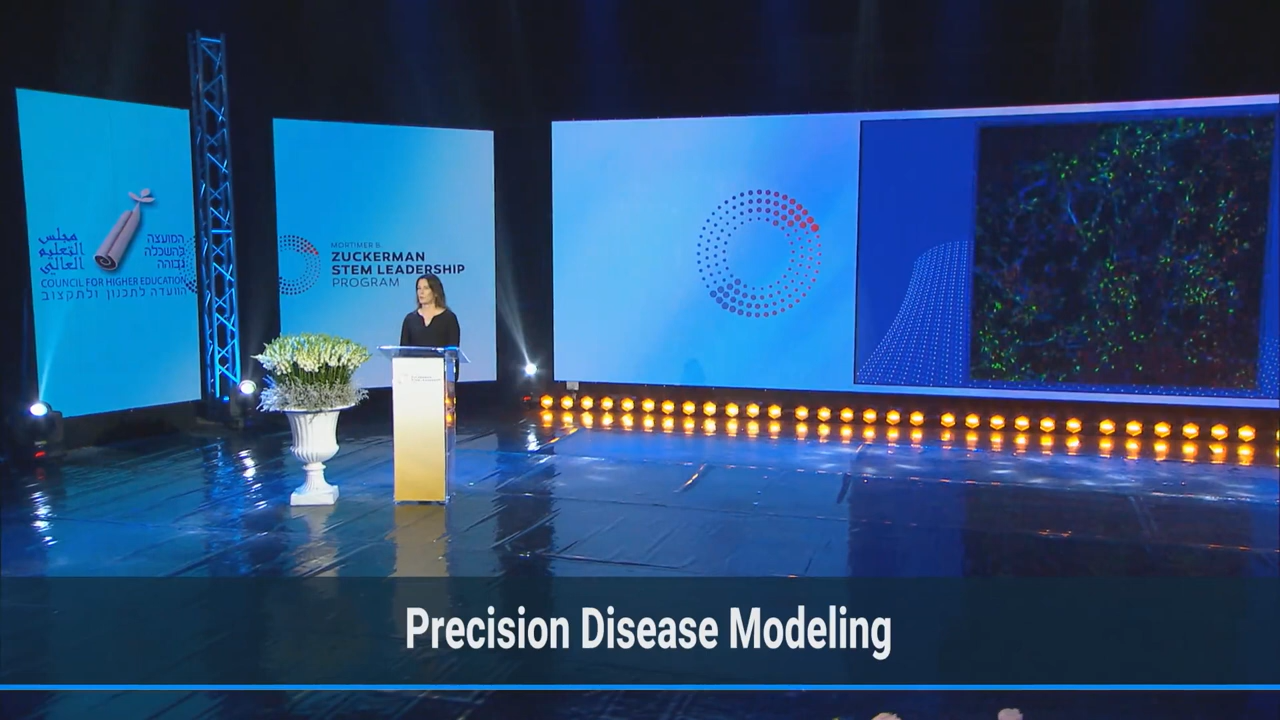 مجلس
التعليم
العالي
המועצה
להשכלה
גבוהה
COUNCIL FOR HIGHER EDUCATION
הוועדה לתכנון ולתקצוב
MORTIMER B.
ZUCKERMAN
STEM LEADERSHIP
PROGRAM
Precision Disease Modeling